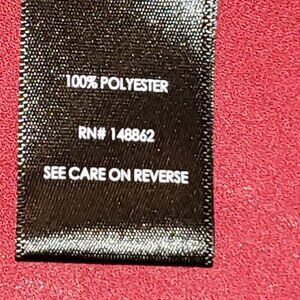 100% POLYESTER
RN# 148862
SEE CARE ON REVERSE